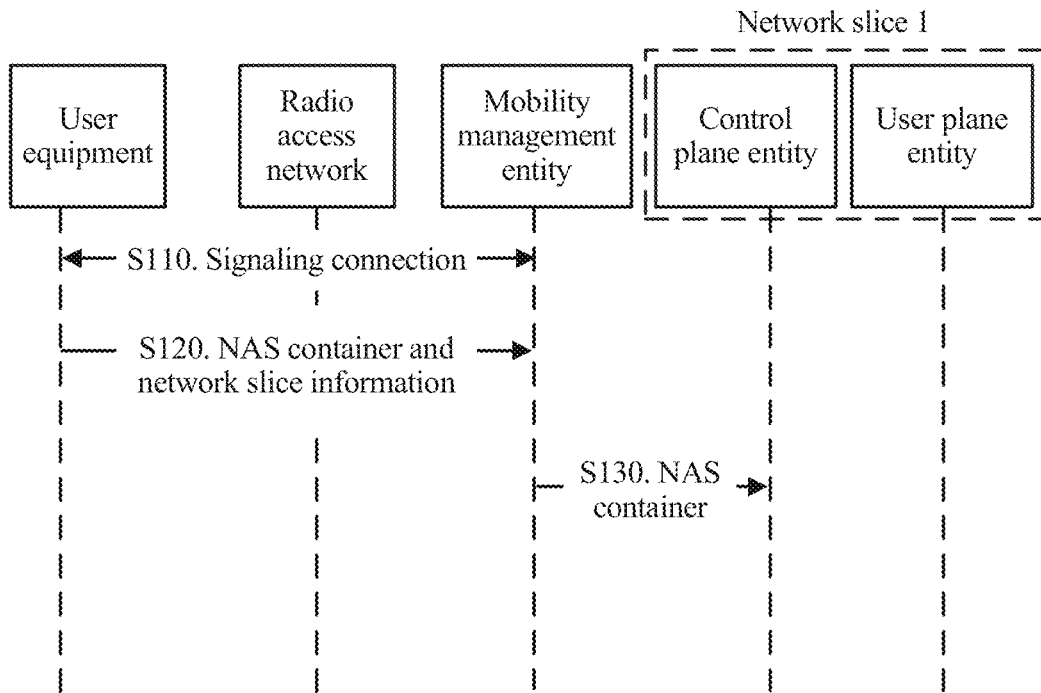 Network slice 1
User
equipment
Radio
access
network
Mobility
management
entity
Control
plane entity
User plane
entity
S110. Signaling connection
S120. NAS container and
network slice information
S130. NAS
container